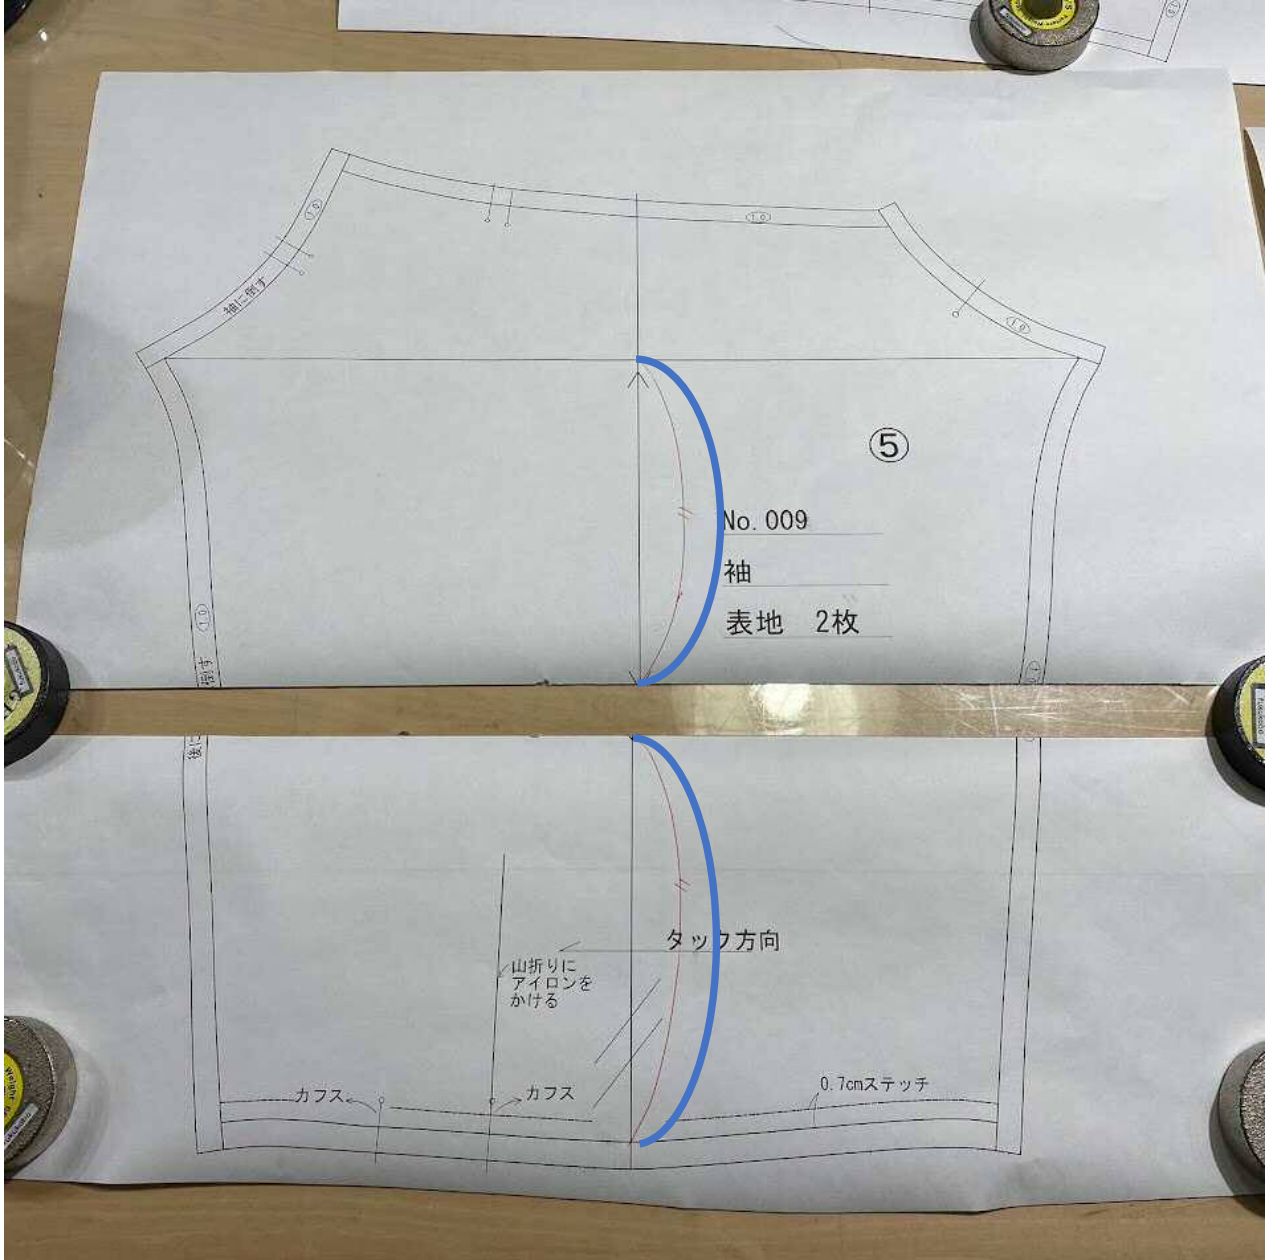 1.0
1.0
袖に倒す
1.0
⑤
No. 009
袖
表地 2枚
1.0
倒す
後に
タック方向
山折りに
アイロンを
かける
カフス
カフス
0.7cmステッチ